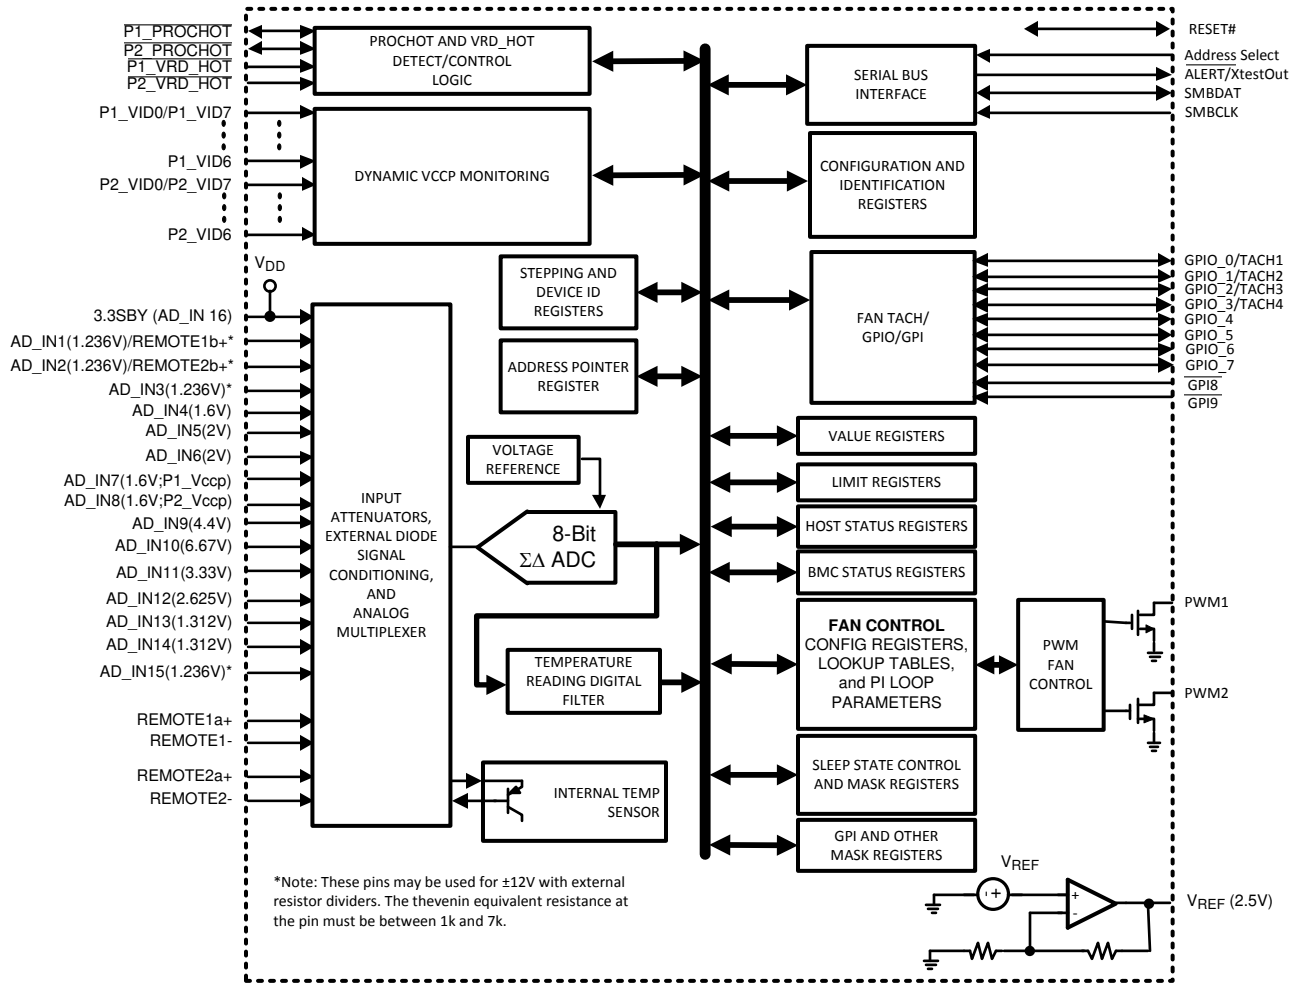 P1_PROCHOT
P2_PROCHOT
P1_VRD_HOT
P2_VRD_HOT
P1_VID0/P1_VID7
P1_VID6
P2_VID0/P2_VID7
P2_VID6
VDD
3.3SBY (AD_IN 16)
AD_IN1(1.236V)/REMOTE1b+*
AD_IN2(1.236V)/REMOTE2b+*
AD_IN3(1.236V)*
AD_IN4(1.6V)
AD_IN5(2V)
AD_IN6(2V)
AD_IN7(1.6V;P1_Vccp)
AD_IN8(1.6V;P2_Vccp)
AD_IN9(4.4V)
AD_IN10(6.67V)
AD_IN11(3.33V)
AD_IN12(2.625V)
AD_IN13(1.312V)
AD_IN14(1.312V)
AD_IN15(1.236V)*
REMOTE1a+
REMOTE1-
REMOTE2a+
REMOTE2-
PROCHOT AND VRD_HOT
DETECT/CONTROL
LOGIC
DYNAMIC VCCP MONITORING
STEPPING AND
DEVICE ID
REGISTERS
ADDRESS POINTER
REGISTER
VOLTAGE
REFERENCE
INPUT
ATTENUATORS,
EXTERNAL DIODE
SIGNAL
CONDITIONING,
AND
ANALOG
MULTIPLEXER
8-Bit
ΣΔ ADC
TEMPERATURE
READING DIGITAL
FILTER
INTERNAL TEMP
SENSOR
*Note: These pins may be used for ±12V with external
resistor dividers. The thevenin equivalent resistance at
the pin must be between 1k and 7k.
SERIAL BUS
INTERFACE
CONFIGURATION AND
IDENTIFICATION
REGISTERS
FAN TACH/
GPIO/GPI
VALUE REGISTERS
LIMIT REGISTERS
HOST STATUS REGISTERS
BMC STATUS REGISTERS
FAN CONTROL
CONFIG REGISTERS,
LOOKUP TABLES,
and PI LOOP
PARAMETERS
PWM
FAN
CONTROL
SLEEP STATE CONTROL
AND MASK REGISTERS
GPI AND OTHER
MASK REGISTERS
VREF
+
-
+
-
RESET#
Address Select
ALERT/XtestOut
SMBDAT
SMBCLK
GPIO_0/TACH1
GPIO_1/TACH2
GPIO_2/TACH3
GPIO_3/TACH4
GPIO_4
GPIO_5
GPIO_6
GPIO_7
GPI8
GPI9
PWM1
PWM2
VREF (2.5V)